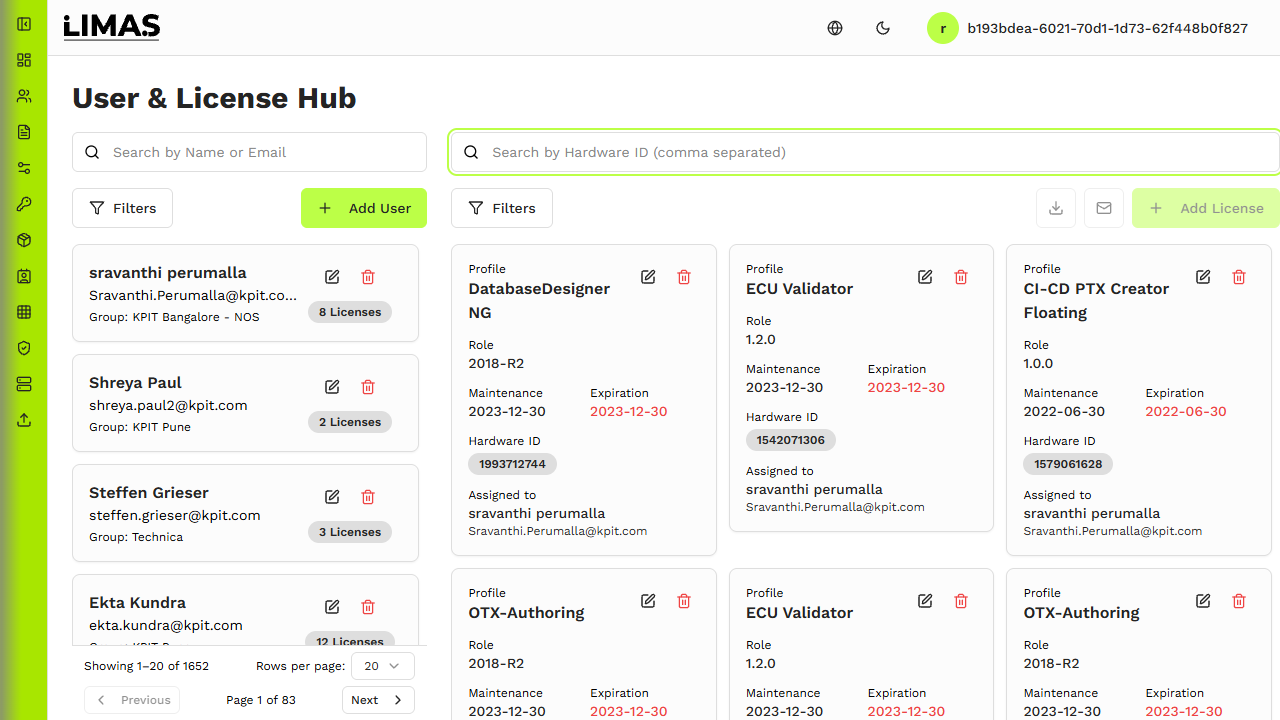 LIMAS
r
b193bdea-6021-70d1-1d73-62f448b0f827
User & License Hub
Search by Name or Email
Search by Hardware ID (comma separated)
Filters
Add User
Filters
Add License
sravanthi perumalla
Sravanthi.Perumalla@kpit.co...
Group: KPIT Bangalore - NOS
8 Licenses
Shreya Paul
shreya.paul2@kpit.com
Group: KPIT Pune
2 Licenses
Steffen Grieser
steffen.grieser@kpit.com
Group: Technica
3 Licenses
Ekta Kundra
ekta.kundra@kpit.com
12 Licenses
Showing 1–20 of 1652
Rows per page:
20
Previous
Page 1 of 83
Next
Profile
DatabaseDesigner
NG
Role
2018-R2
Maintenance Expiration
2023-12-30 2023-12-30
Hardware ID
1993712744
Assigned to
sravanthi perumalla
Sravanthi.Perumalla@kpit.com
Profile
ECU Validator
Role
1.2.0
Maintenance Expiration
2023-12-30 2023-12-30
Hardware ID
1542071306
Assigned to
sravanthi perumalla
Sravanthi.Perumalla@kpit.com
Profile
CI-CD PTX Creator
Floating
Role
1.0.0
Maintenance Expiration
2022-06-30 2022-06-30
Hardware ID
1579061628
Assigned to
sravanthi perumalla
Sravanthi.Perumalla@kpit.com
Profile
OTX-Authoring
Role
2018-R2
Maintenance Expiration
2023-12-30 2023-12-30
Profile
ECU Validator
Role
1.2.0
Maintenance Expiration
2023-12-30 2023-12-30
Profile
OTX-Authoring
Role
2018-R2
Maintenance Expiration
2023-12-30 2023-12-30